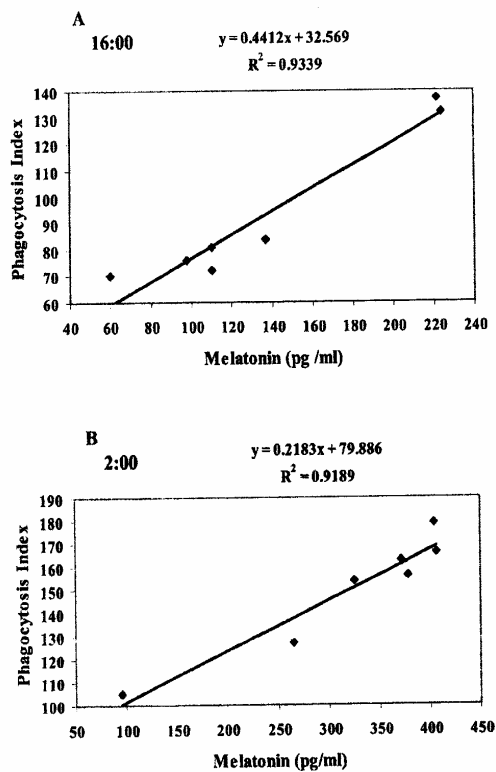 A
16:00
y = 0.4412x + 32.569
R² = 0.9339
Phagocytosis Index
140
130
120
110
100
90
80
70
60
40 60 80 100 120 140 160 180 200 220 240
Melatonin (pg /ml)
B
2:00
y = 0.2183x + 79.886
R² = 0.9189
Phagocytosis Index
190
180
170
160
150
140
130
120
110
100
50 100 150 200 250 300 350 400 450
Melatonin (pg/ml)